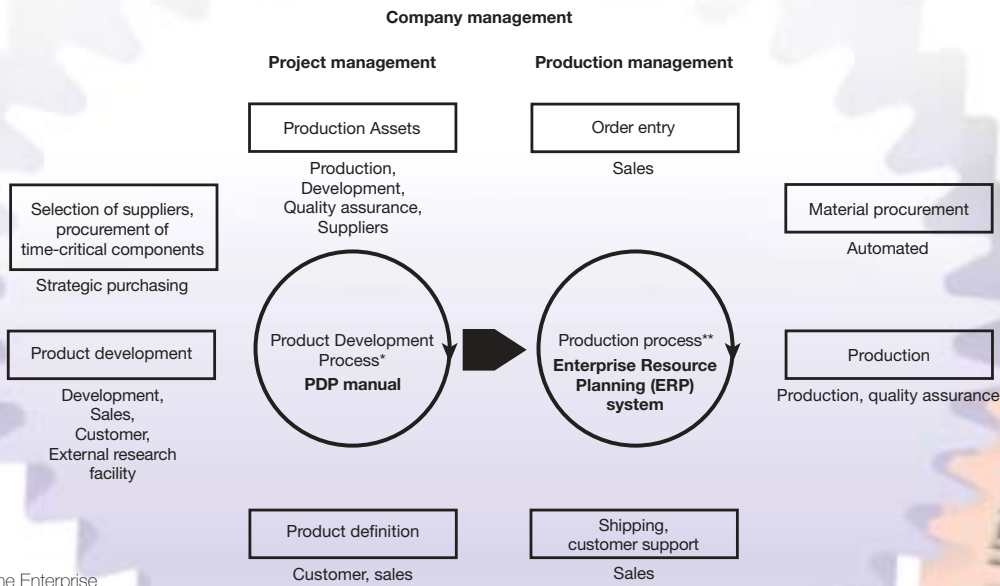 Company management
Project management
Production management
Production Assets
Production,
Development,
Quality assurance,
Suppliers
Order entry
Sales
Selection of suppliers,
procurement of
time-critical components
Strategic purchasing
Material procurement
Automated
Product Development
Process*
PDP manual
Production process**
Enterprise Resource
Planning (ERP)
system
Product development
Development,
Sales,
Customer,
External research
facility
Production
Production, quality assurance
Product definition
Customer, sales
Shipping,
customer support
Sales
Enterprise